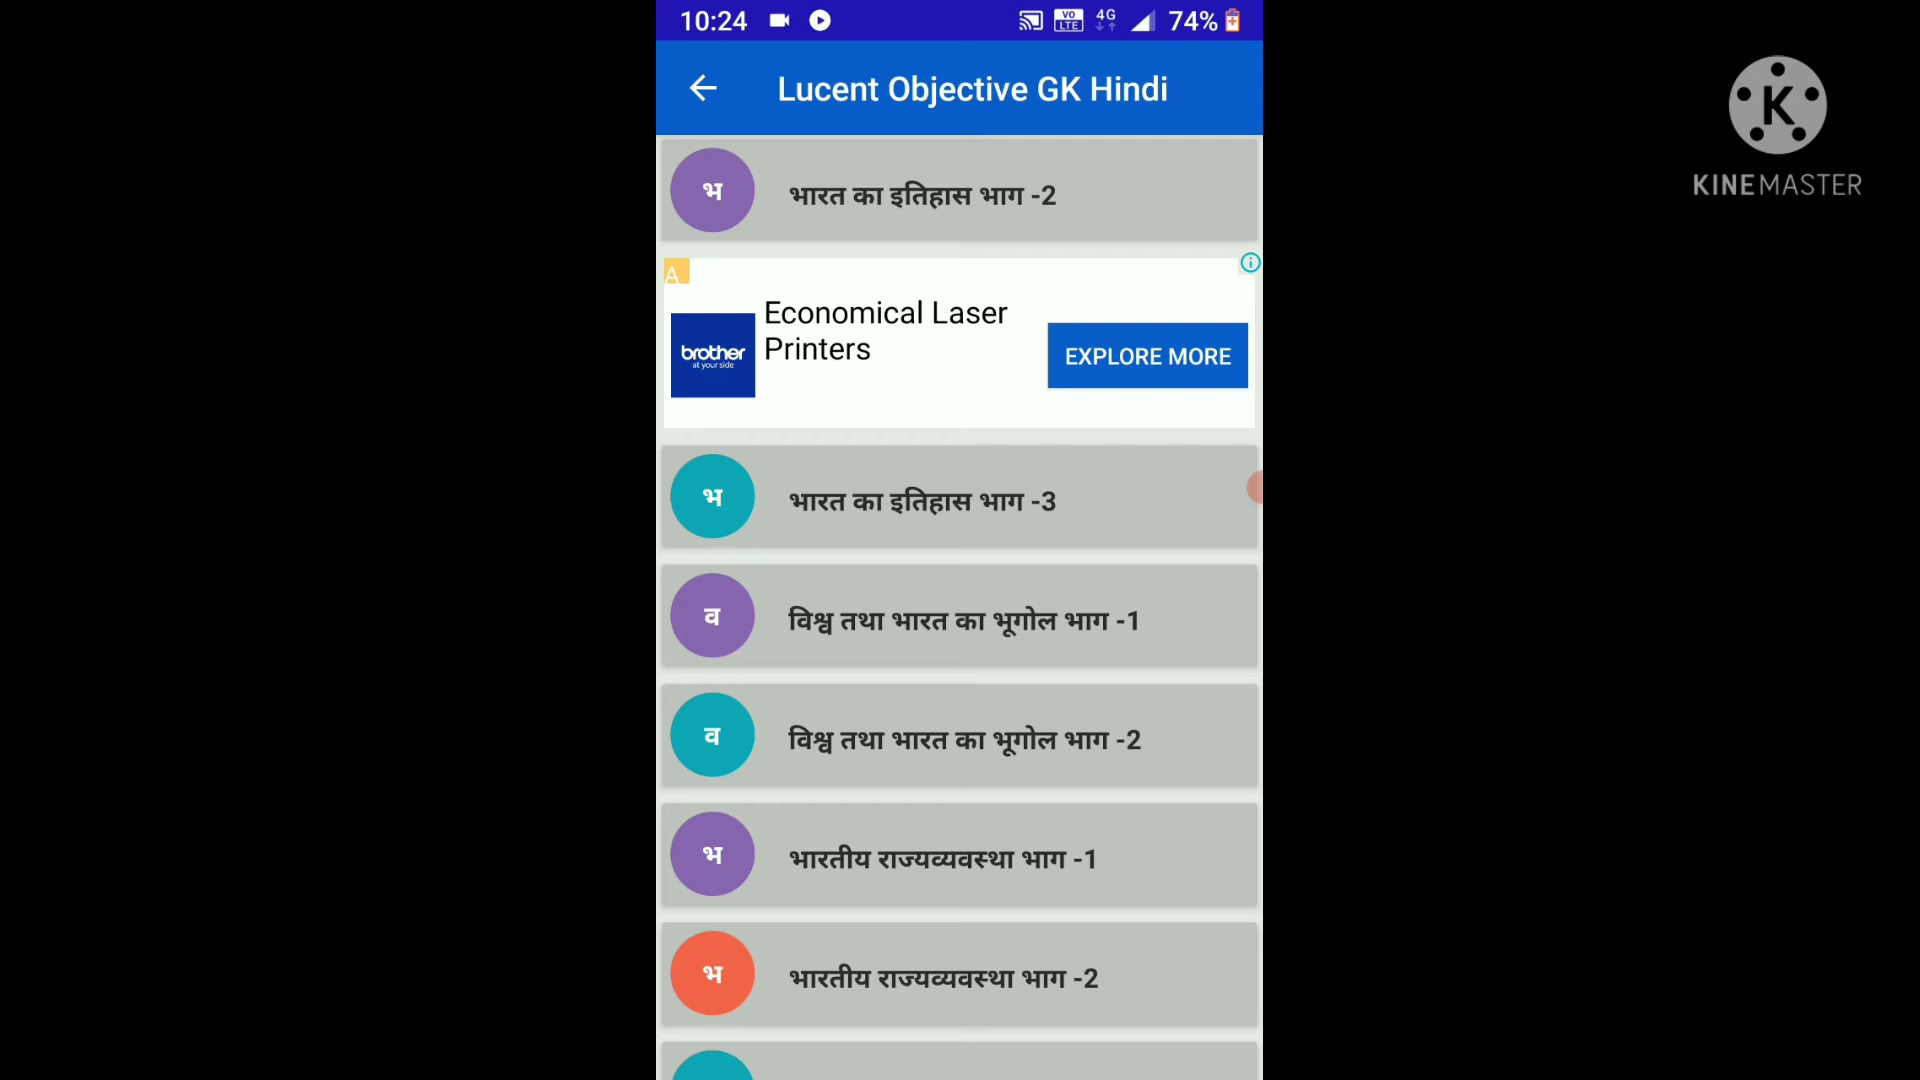 10:24
VO LTE 4G 74%
Lucent Objective GK Hindi
KINEMASTER
भ
भारत का इतिहास भाग -2
A
Economical Laser
Printers
brother
at your side
EXPLORE MORE
भ
भारत का इतिहास भाग -3
व
विश्व तथा भारत का भूगोल भाग -1
व
विश्व तथा भारत का भूगोल भाग -2
भ
भारतीय राज्यव्यवस्था भाग -1
भ
भारतीय राज्यव्यवस्था भाग -2